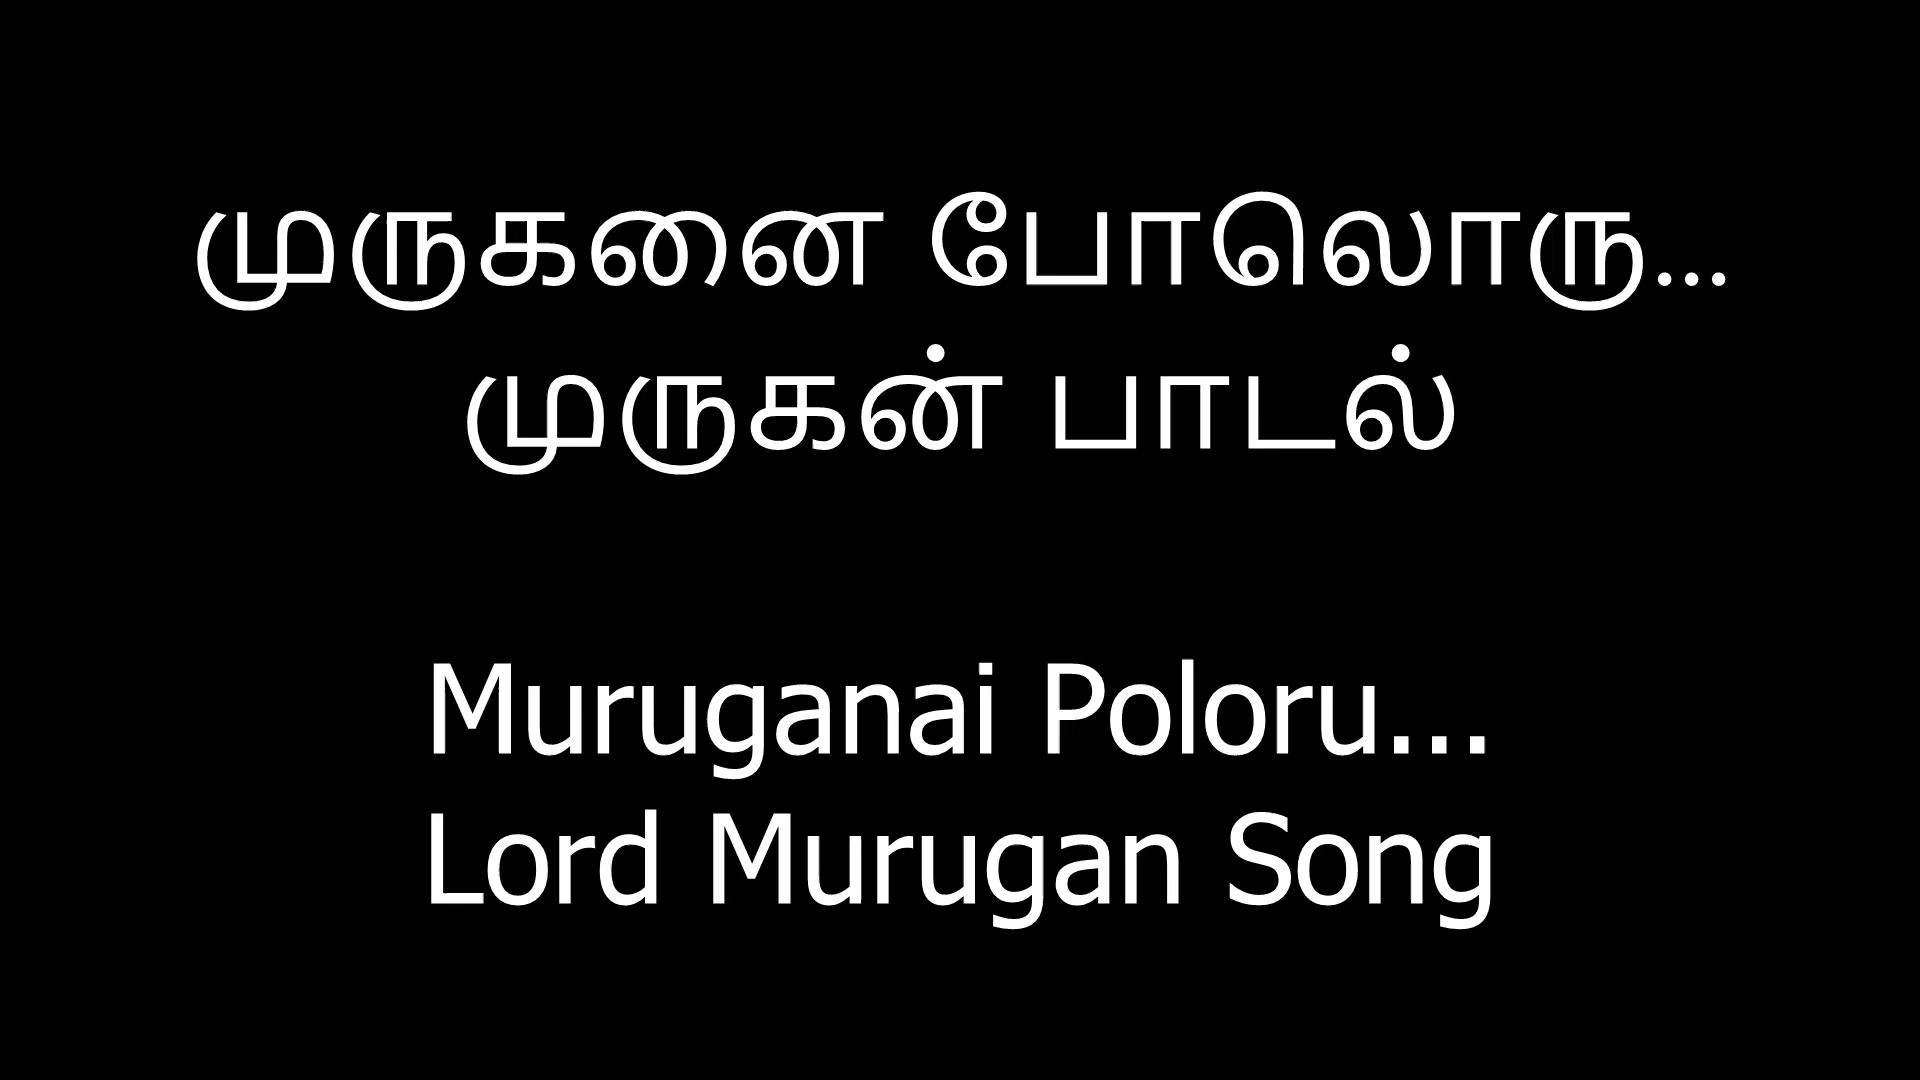 முருகனை போலொரு...
முருகன் பாடல்
Muruganai Poloru...
Lord Murugan Song